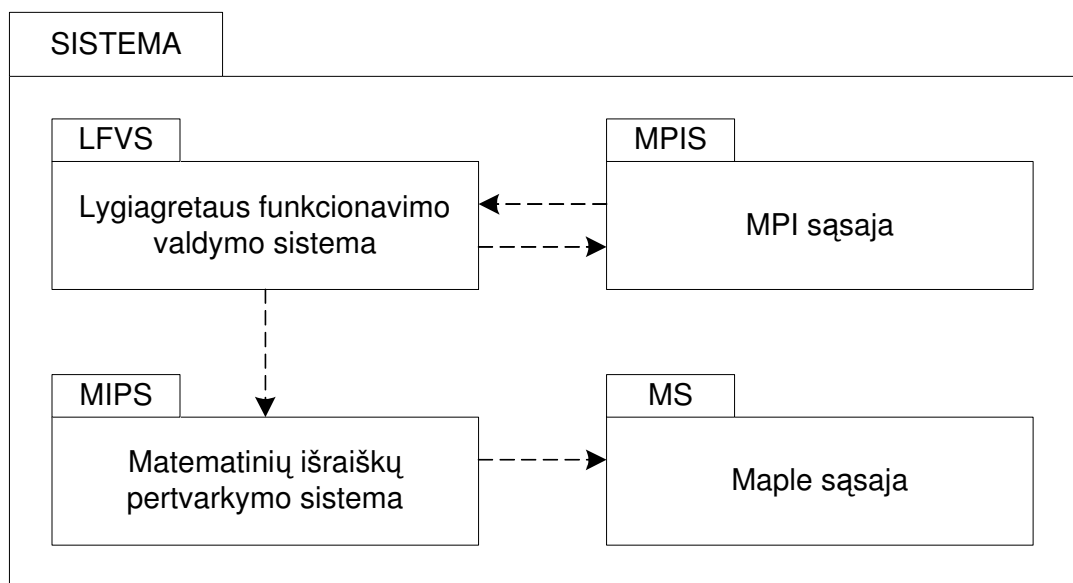 SISTEMA
LFVS
Lygiagretaus funkcionavimo
valdymo sistema
MPIS
MPI sąsaja
MIPS
Matematinių išraiškų
pertvarkymo sistema
MS
Maple sąsaja